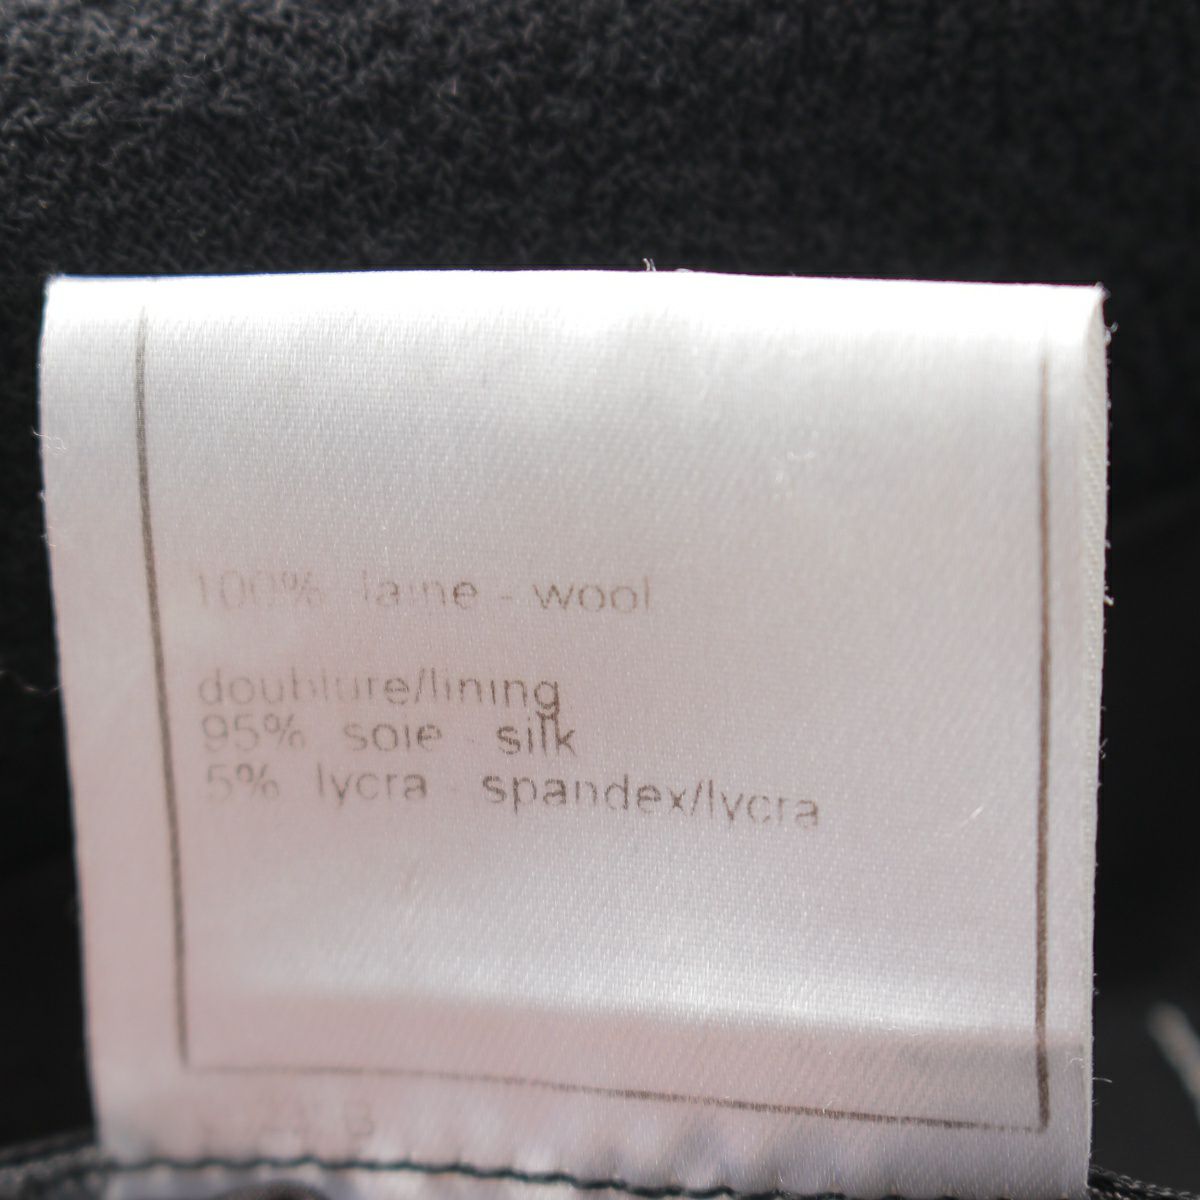 100% laine - wool
doublure/lining
95% soie - silk
5% lycra - spandex/lycra